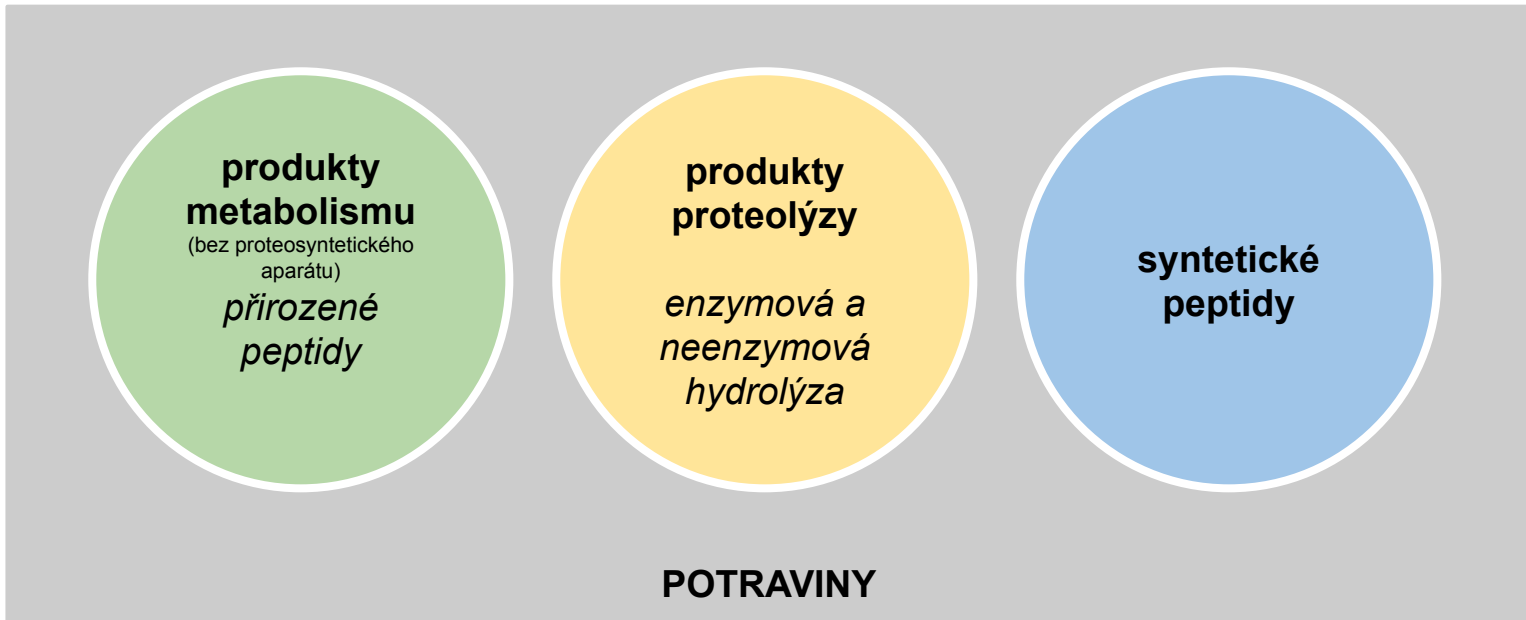 produkty
metabolismu
(bez proteosyntetického
aparátu)
přirozené
peptidy
produkty
proteolýzy
enzymová a
neenzymová
hydrolýza
syntetické
peptidy
POTRAVINY